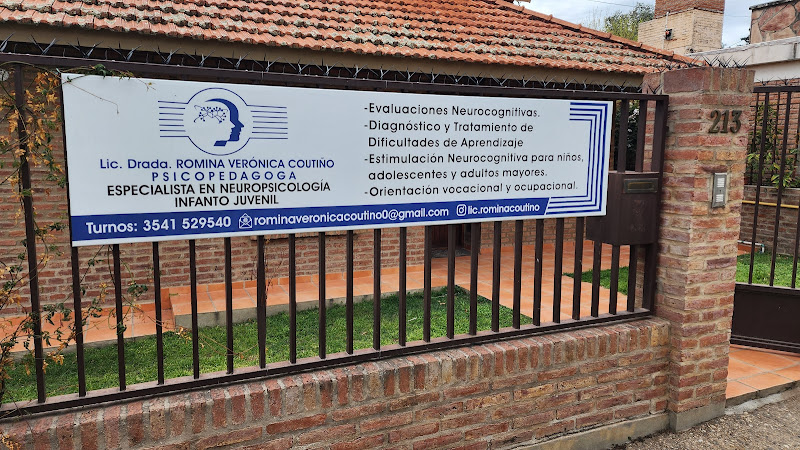 Lic. Drada. ROMINA VERÓNICA COUTIÑO
PSICOPEDAGOGA
ESPECIALISTA EN NEUROPSICOLOGÍA
INFANTO JUVENIL
-Evaluaciones Neurocognitivas.
-Diagnóstico y Tratamiento de
Dificultades de Aprendizaje
-Estimulación Neurocognitiva para niños,
adolescentes y adultos mayores.
-Orientación vocacional y ocupacional.
Turnos: 3541 529540 rominaveronicacoutino0@gmail.com lic.rominacoutino
213